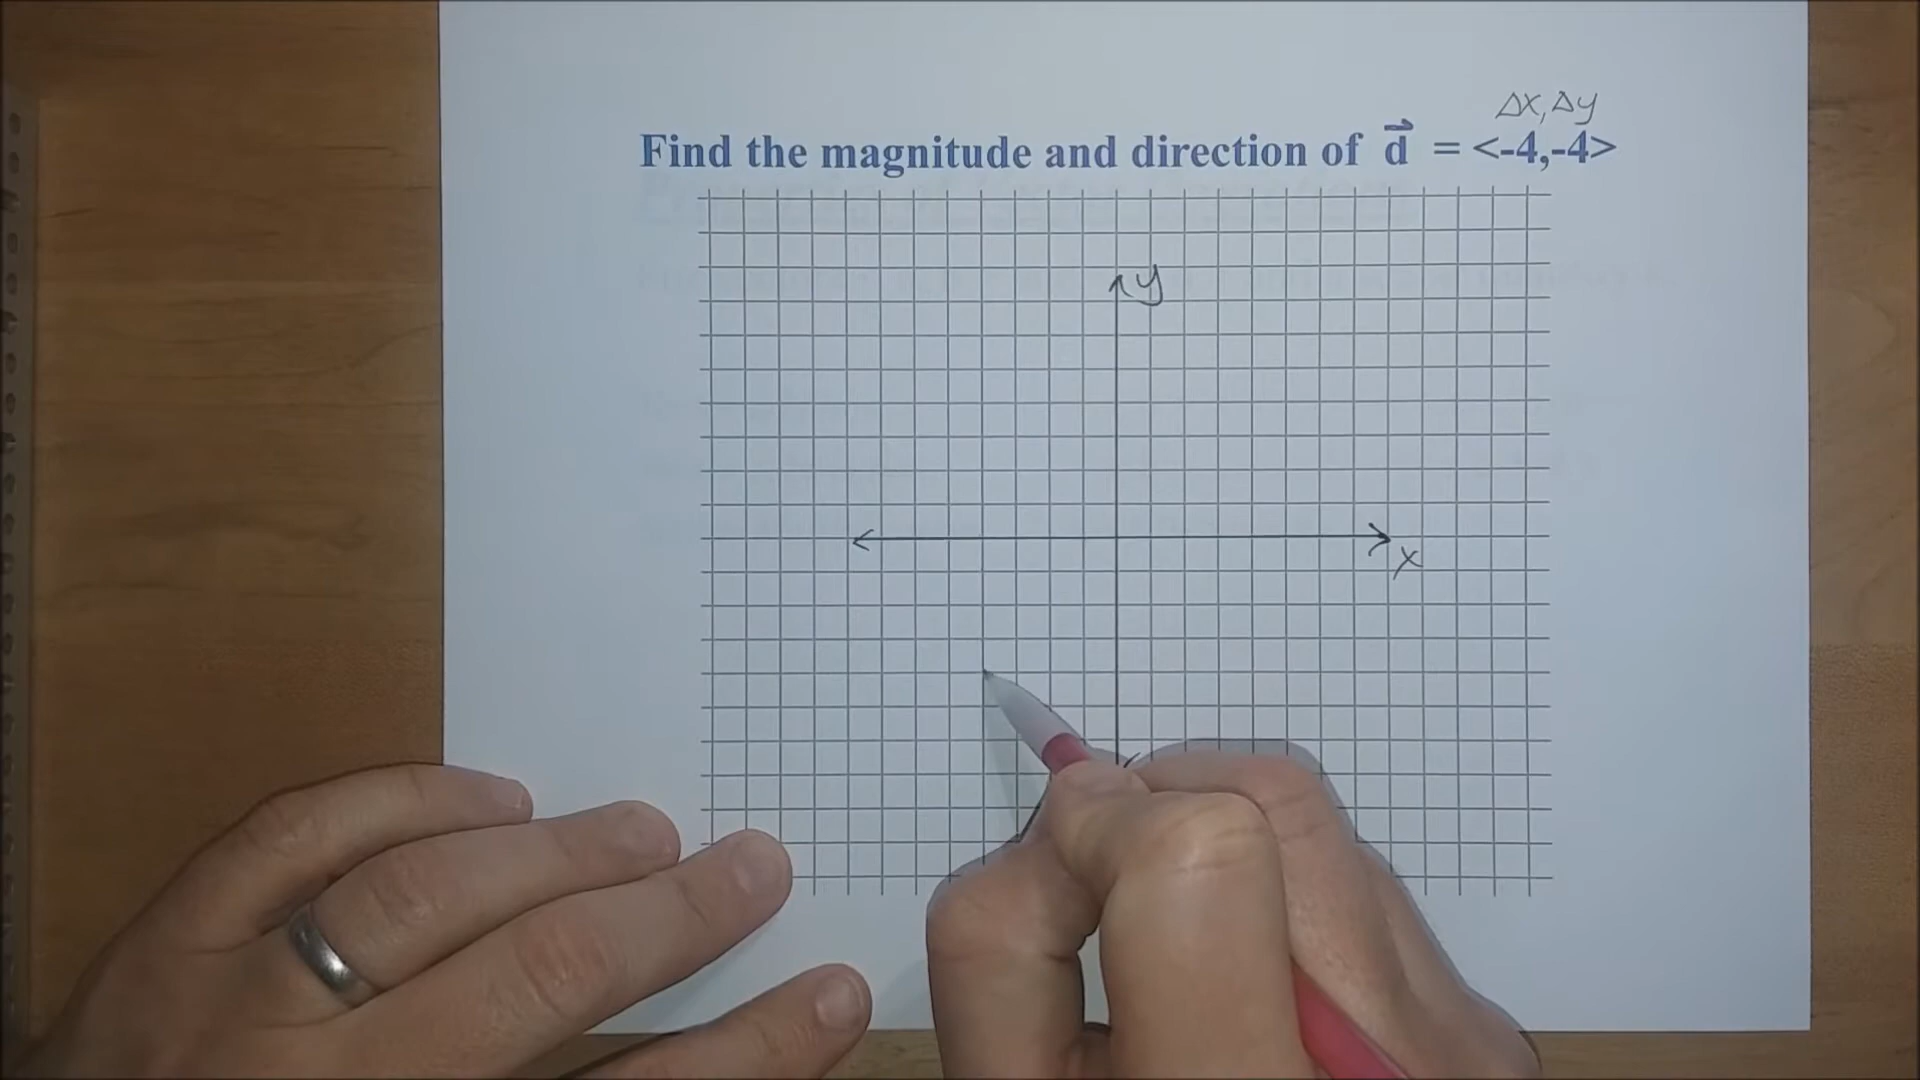 Δx, Δy
Find the magnitude and direction of d⃗ = <-4,-4>
y
x